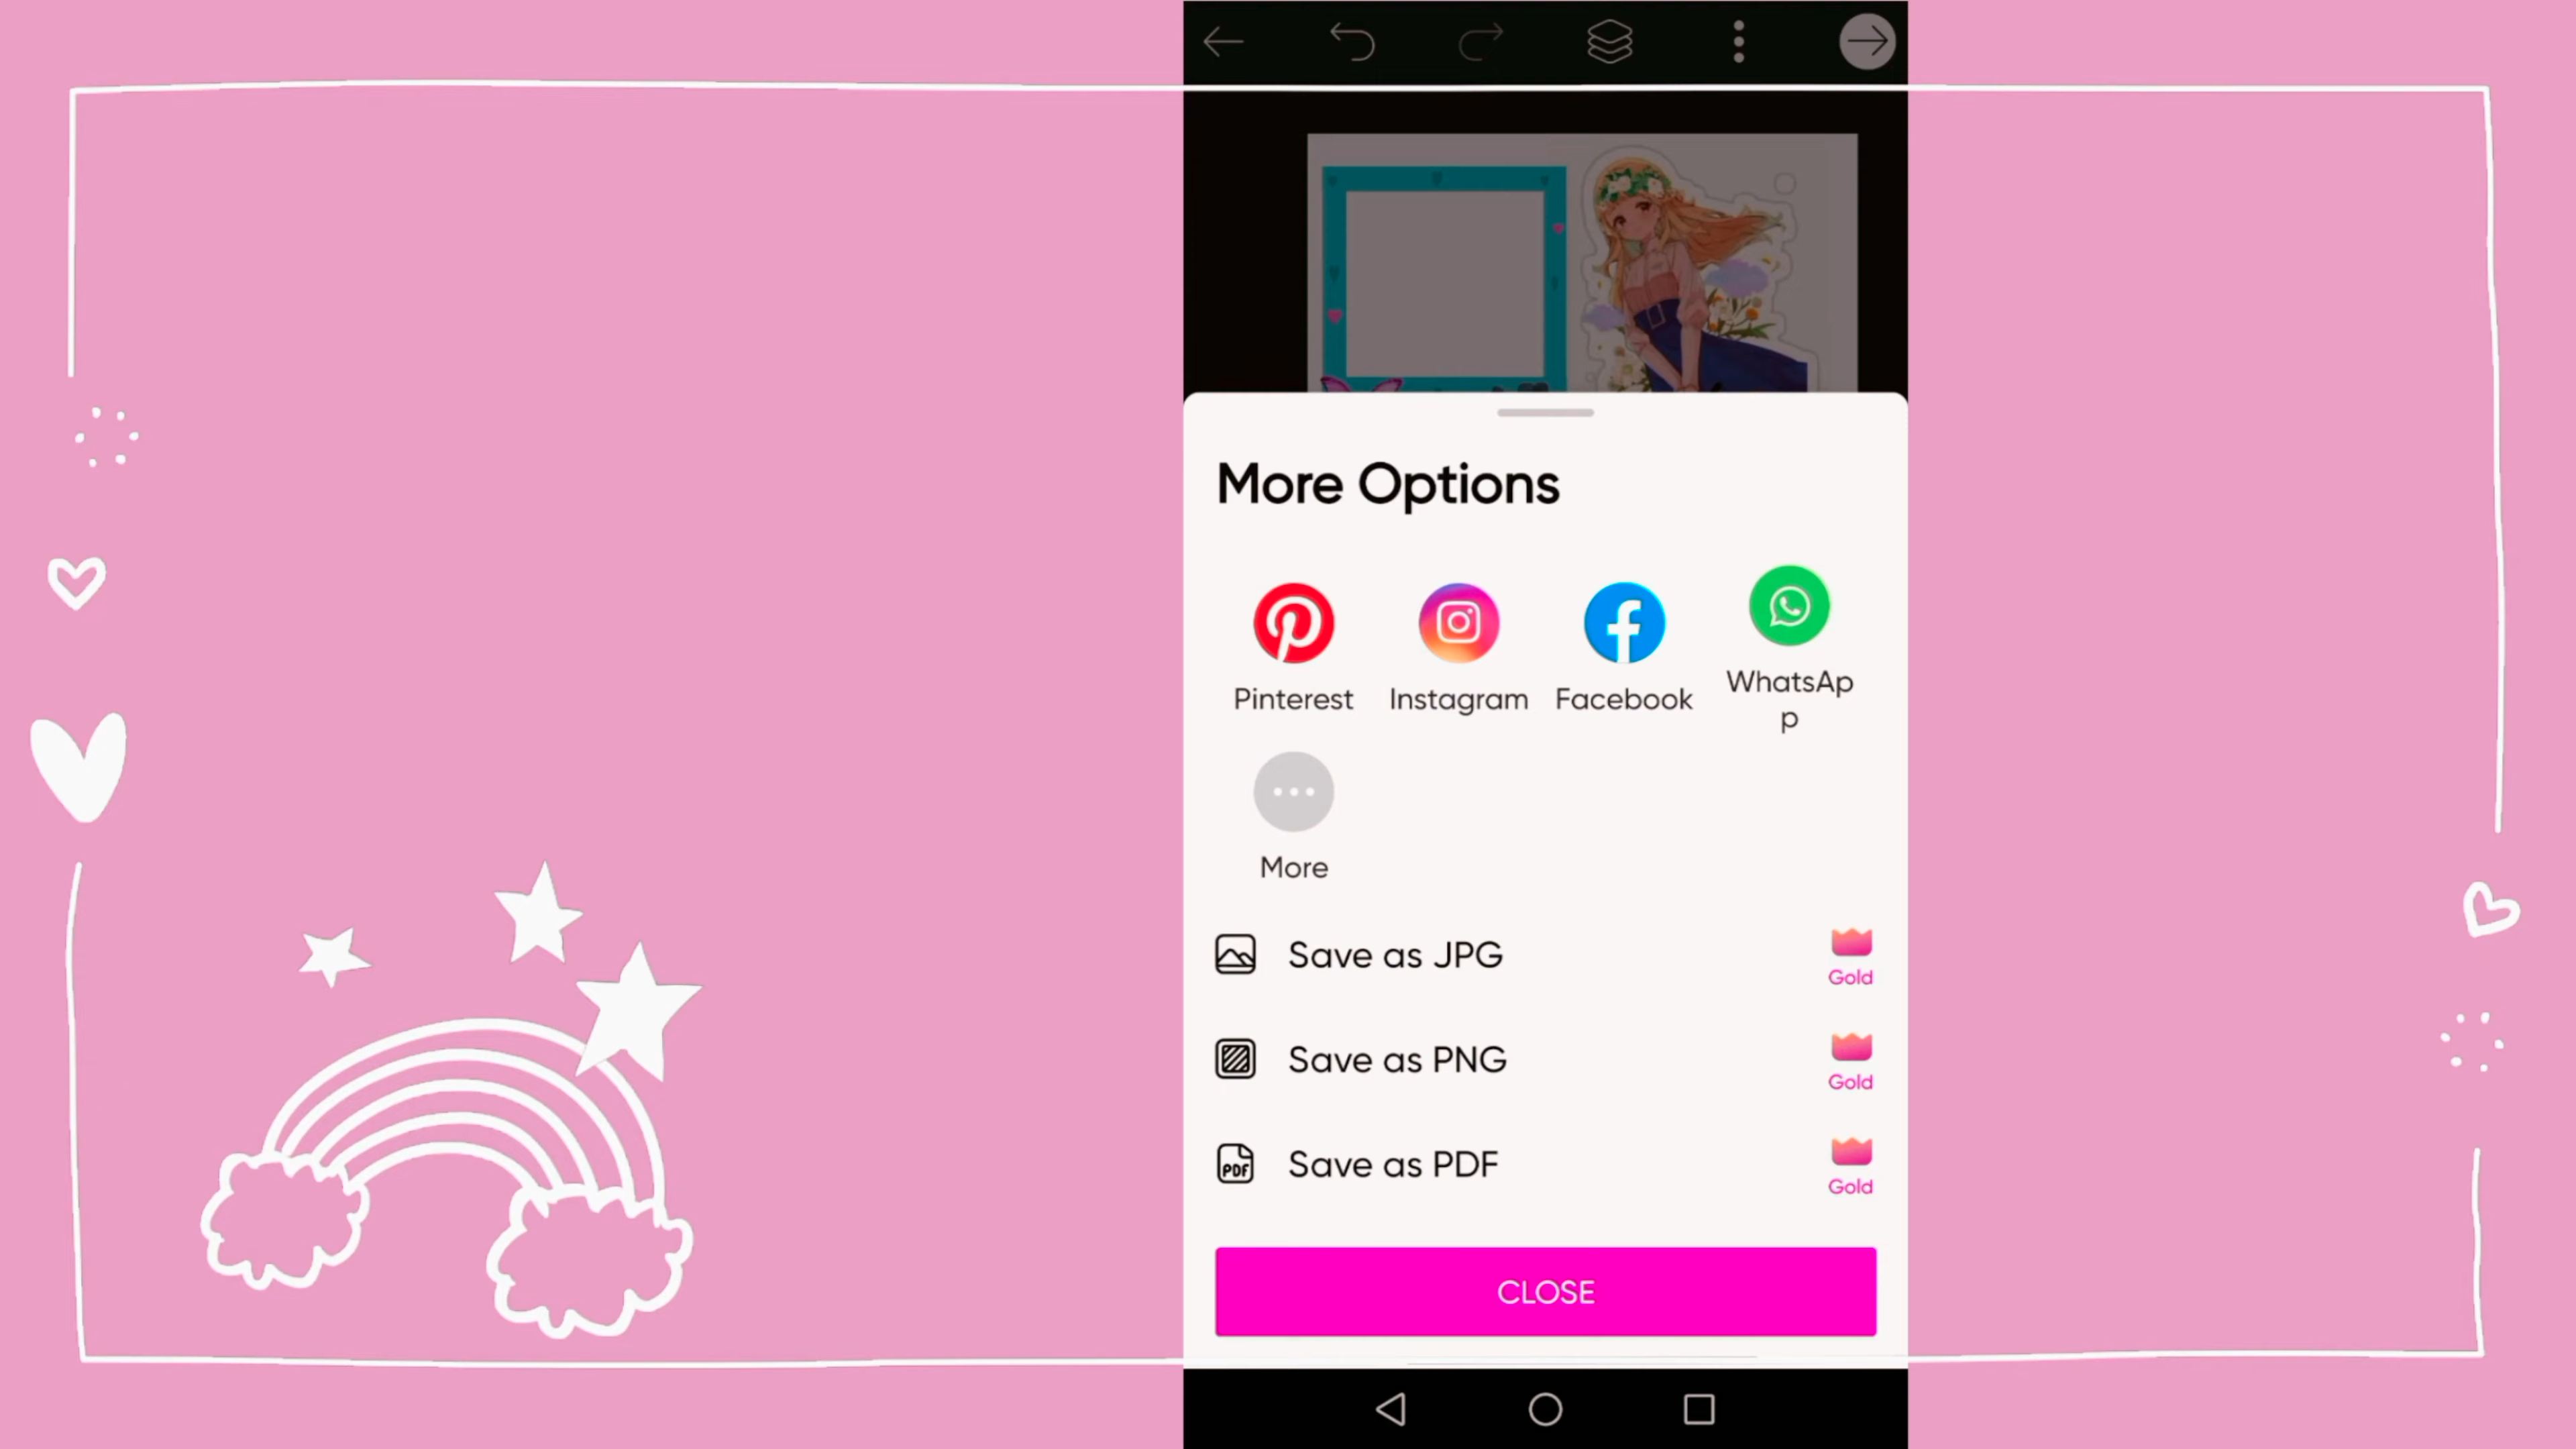 More Options
Pinterest Instagram Facebook WhatsAp
p
More
Save as JPG
Gold
Save as PNG
Gold
PDF
Save as PDF
Gold
CLOSE